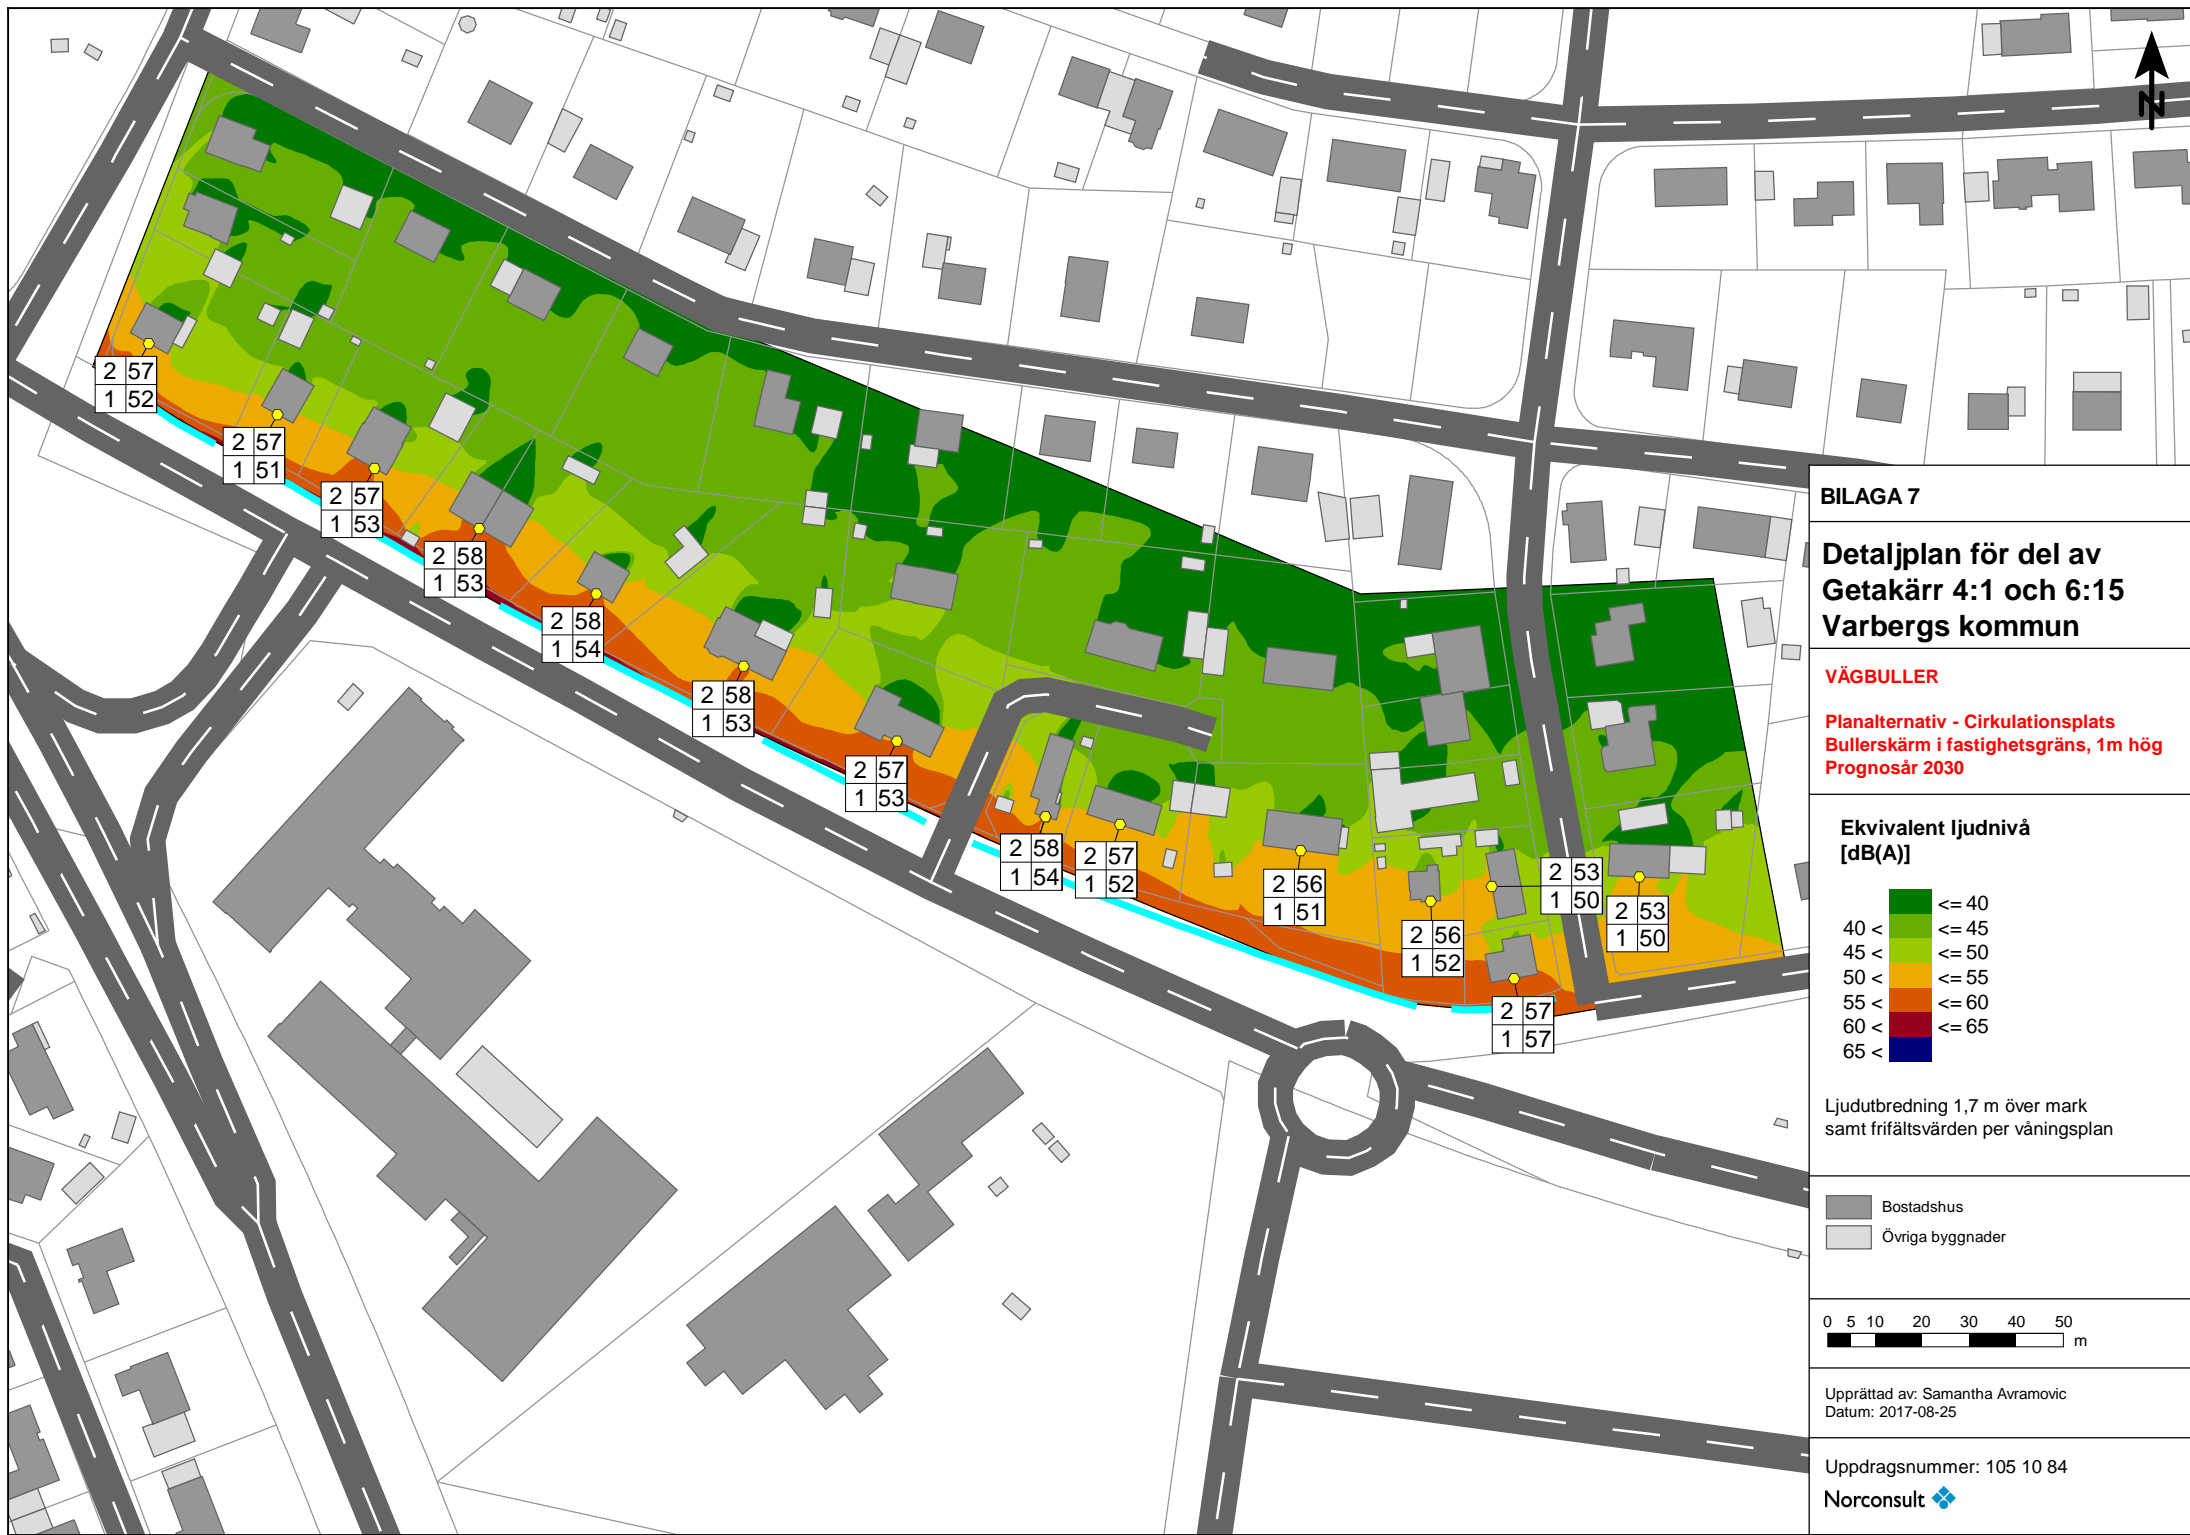 N
2 57
1 52
2 57
1 51
2 57
1 53
2 58
1 53
2 58
1 54
2 58
1 53
2 57
1 53
2 58
1 54
2 57
1 52
2 56
1 51
2 56
1 52
2 53
1 50
2 53
1 50
2 57
1 57
BILAGA 7
Detaljplan för del av
Getakärr 4:1 och 6:15
Varbergs kommun
VÄGBULLER
Planalternativ - Cirkulationsplats
Bullerskärm i fastighetsgräns, 1m hög
Prognosår 2030
Ekvivalent ljudnivå
[dB(A)]
<= 40
40 < <= 45
45 < <= 50
50 < <= 55
55 < <= 60
60 < <= 65
65 <
Ljudutbredning 1,7 m över mark
samt frifältsvärden per våningsplan
Bostadshus
Övriga byggnader
0 5 10 20 30 40 50
m
Upprättad av: Samantha Avramovic
Datum: 2017-08-25
Uppdragsnummer: 105 10 84
Norconsult